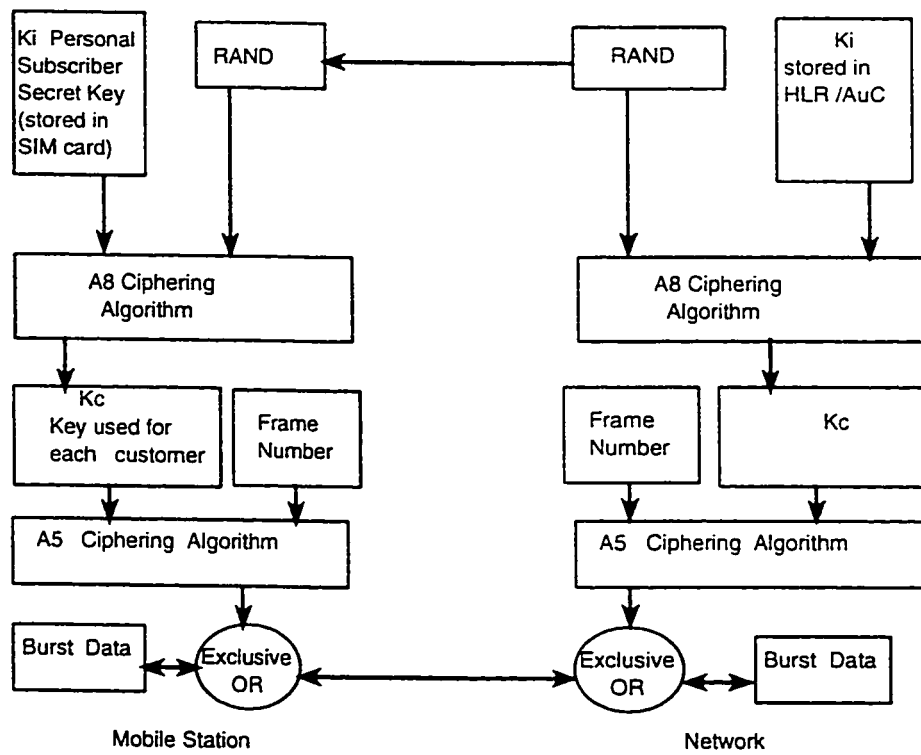 Ki Personal
Subscriber
Secret Key
(stored in
SIM card)
RAND
RAND
Ki
stored in
HLR /AuC
A8 Ciphering
Algorithm
A8 Ciphering
Algorithm
Kc
Key used for
each customer
Frame
Number
Frame
Number
Kc
A5 Ciphering Algorithm
A5 Ciphering Algorithm
Burst Data
Exclusive
OR
Exclusive
OR
Burst Data
Mobile Station
Network